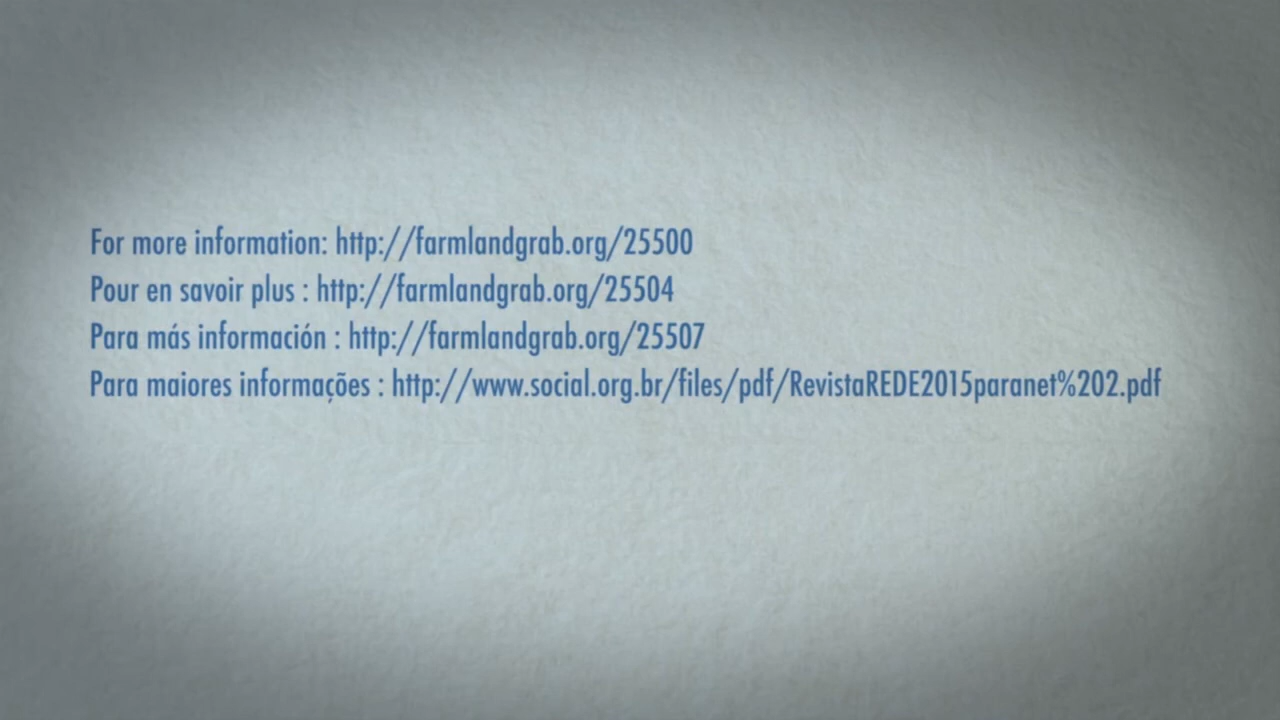 For more information: http://farmlandgrab.org/25500
Pour en savoir plus : http://farmlandgrab.org/25504
Para más información : http://farmlandgrab.org/25507
Para maiores informações : http://www.social.org.br/files/pdf/RevistaREDE2015paranet%202.pdf